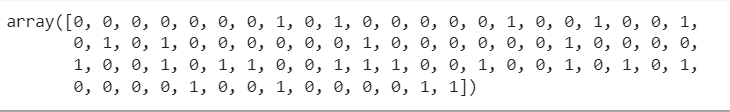 array([0, 0, 0, 0, 0, 0, 0, 1, 0, 1, 0, 0, 0, 0, 0, 1, 0, 0, 1, 0, 0, 1,
0, 1, 0, 1, 0, 0, 0, 0, 0, 0, 1, 0, 0, 0, 0, 0, 0, 1, 0, 0, 0, 0,
1, 0, 0, 1, 0, 1, 1, 0, 0, 1, 1, 1, 0, 0, 1, 0, 0, 1, 0, 1, 0, 1,
0, 0, 0, 0, 1, 0, 0, 1, 0, 0, 0, 0, 1, 1])